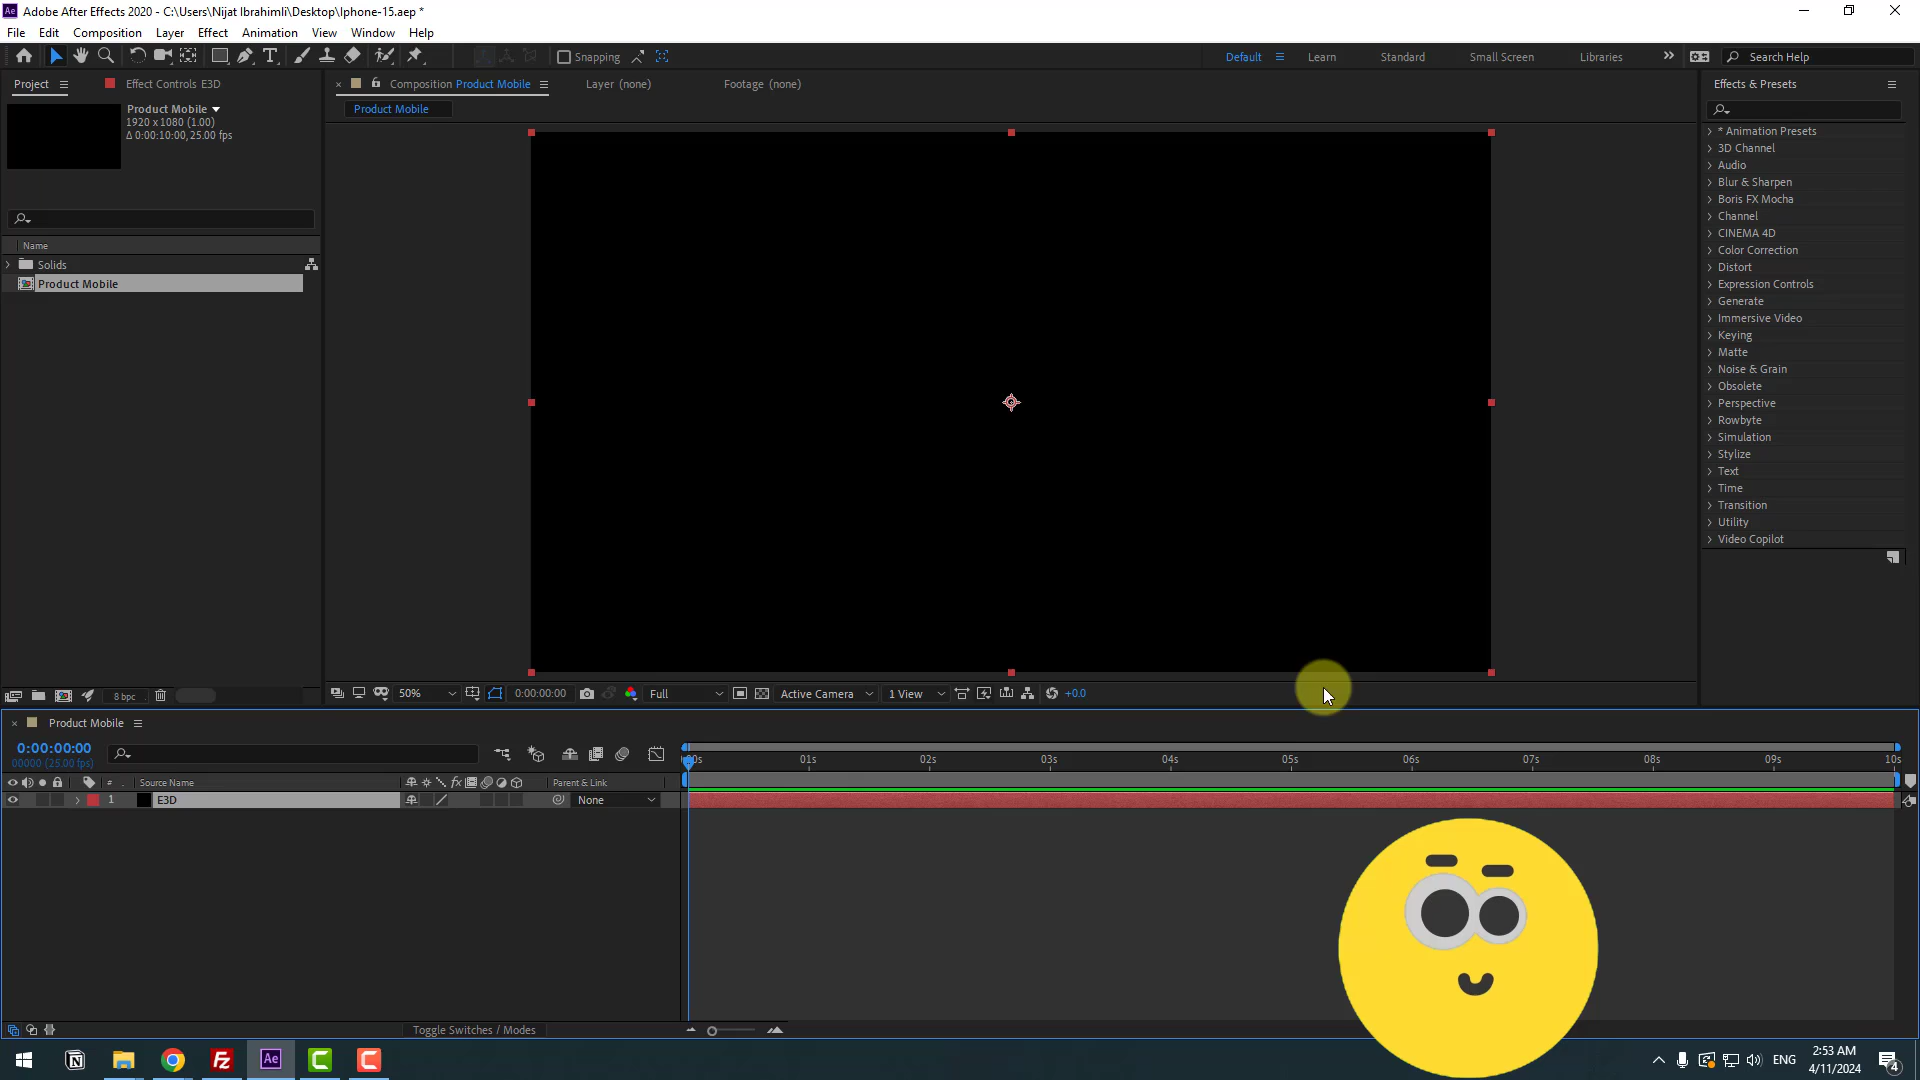 Ae Adobe After Effects 2020 - C:\Users\Nijat Ibrahimli\Desktop\Iphone-15.aep *
File Edit Composition Layer Effect Animation View Window Help
T Snapping Default Learn Standard Small Screen Libraries Search Help
Project Effect Controls E3D
Product Mobile
1920 x 1080 (1.00)
Δ 0:00:10:00, 25.00 fps
Name
Solids
Product Mobile
8 bpc
Composition Product Mobile Layer (none) Footage (none)
Product Mobile
50% 0:00:00:00 Full Active Camera 1 View +0.0
Effects & Presets
* Animation Presets
3D Channel
Audio
Blur & Sharpen
Boris FX Mocha
Channel
CINEMA 4D
Color Correction
Distort
Expression Controls
Generate
Immersive Video
Keying
Matte
Noise & Grain
Obsolete
Perspective
Rowbyte
Simulation
Stylize
Text
Time
Transition
Utility
Video Copilot
Product Mobile
0:00:00:00
00000 (25.00 fps)
00s 01s 02s 03s 04s 05s 06s 07s 08s 09s 10s
# . Source Name fx Parent & Link
1 E3D None
Toggle Switches / Modes
N Fz Ae C C ENG
2:53 AM
4/11/2024
4